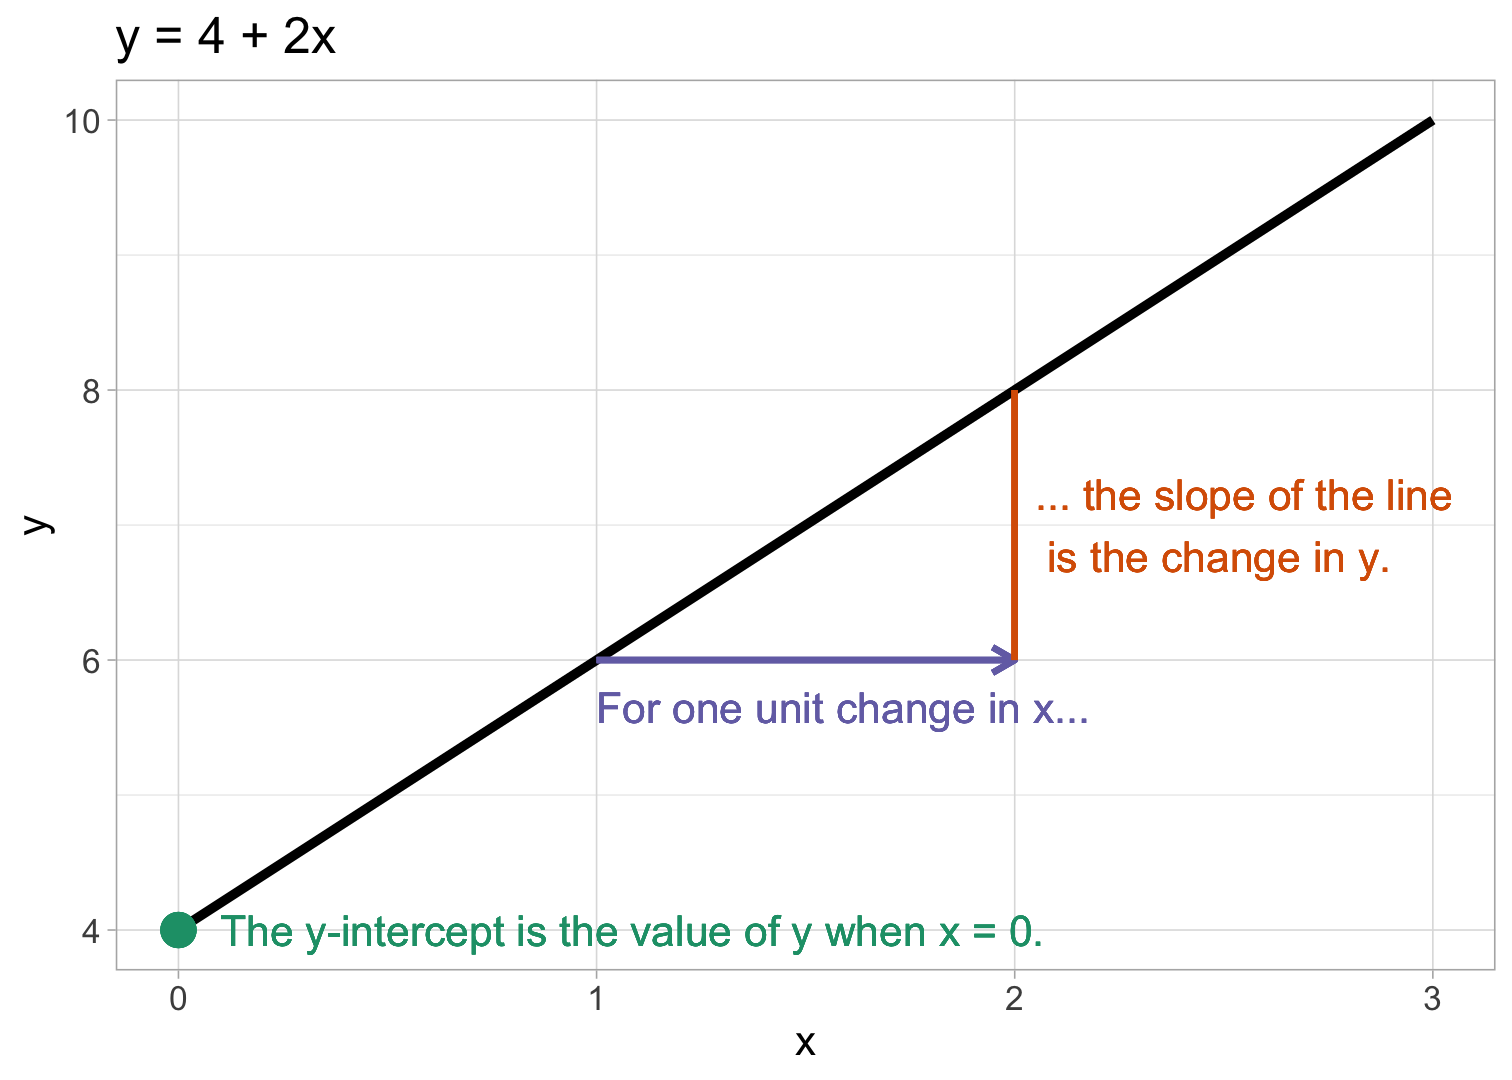 y = 4 + 2x
10
8
6
4
y
... the slope of the line
is the change in y.
For one unit change in x...
The y-intercept is the value of y when x = 0.
0 1 2 3
x